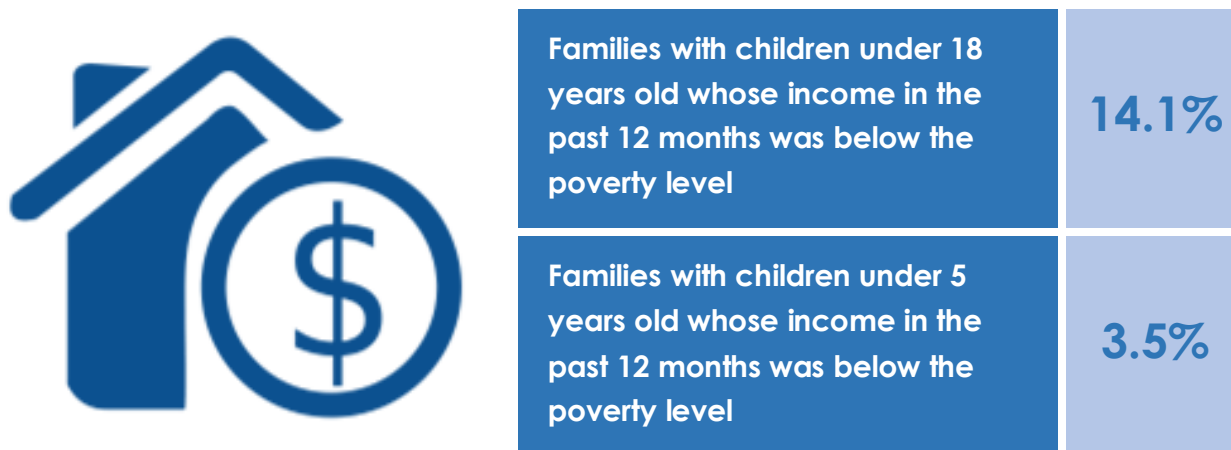 $
Families with children under 18
years old whose income in the
past 12 months was below the
poverty level
14.1%
Families with children under 5
years old whose income in the
past 12 months was below the
poverty level
3.5%